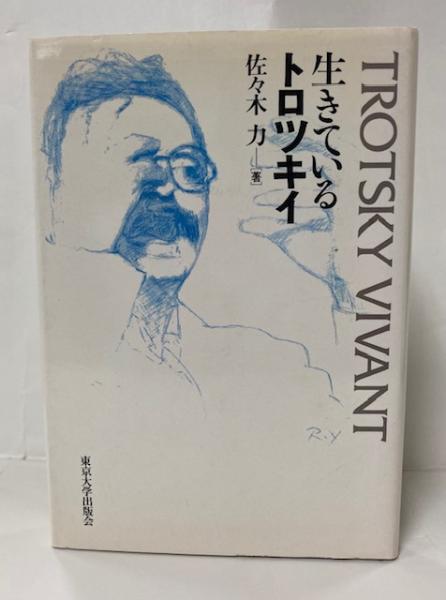 TROTSKY VIVANT
生きている
トロツキイ
佐々木 力―[著]
R.Y
東京大学出版会